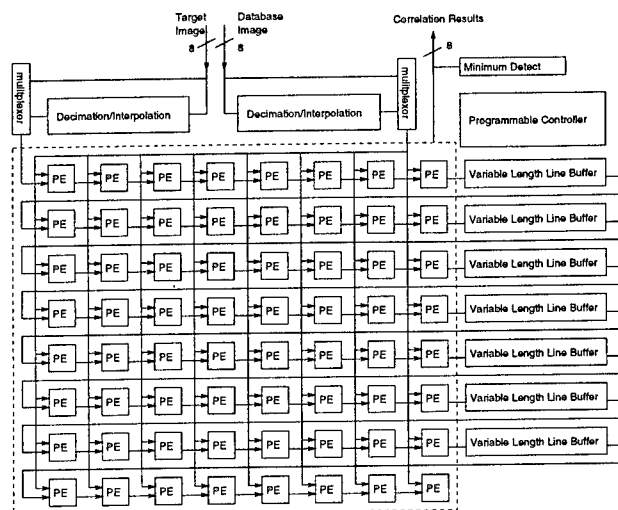 Target Database Correlation Results
Image Image
8 8 8
multiplexor multiplexor Minimum Detect
Decimation/Interpolation Decimation/Interpolation Programmable Controller
PE PE PE PE PE PE PE PE Variable Length Line Buffer
PE PE PE PE PE PE PE PE Variable Length Line Buffer
PE PE PE PE PE PE PE PE Variable Length Line Buffer
PE PE PE PE PE PE PE PE Variable Length Line Buffer
PE PE PE PE PE PE PE PE Variable Length Line Buffer
PE PE PE PE PE PE PE PE Variable Length Line Buffer
PE PE PE PE PE PE PE PE Variable Length Line Buffer
PE PE PE PE PE PE PE PE